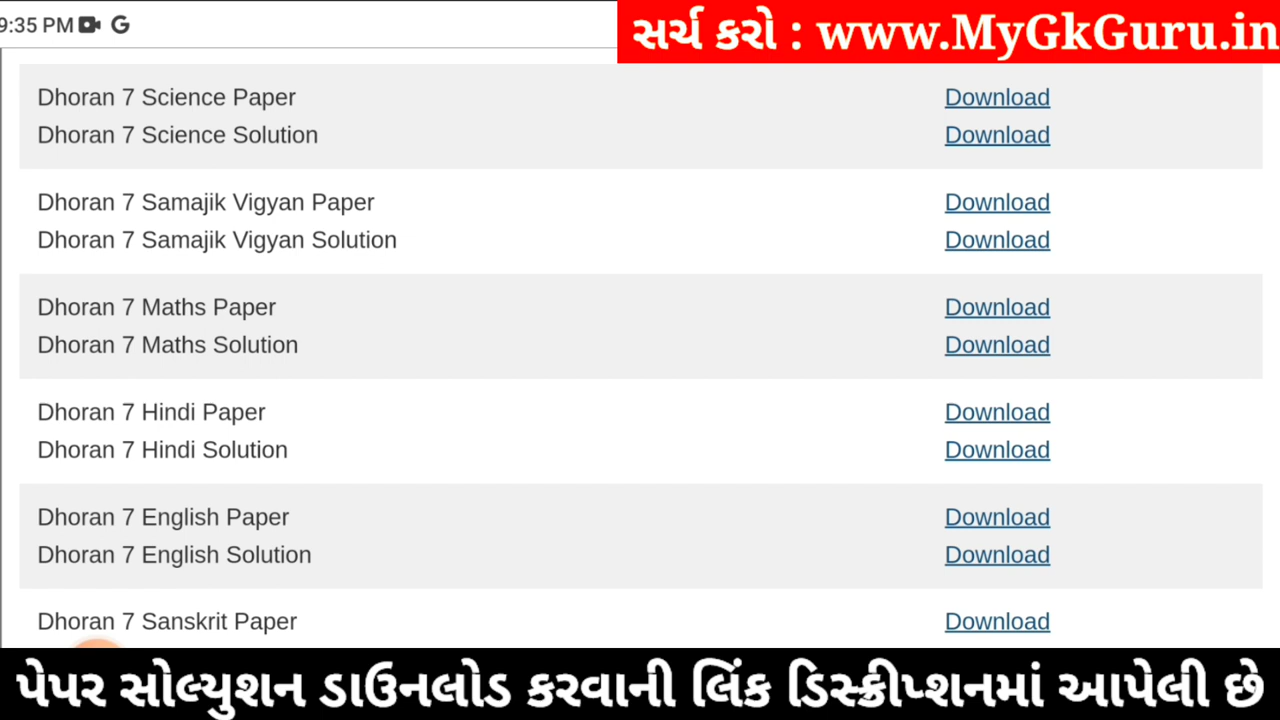 9:35 PM
સર્ચ કરો : www.MyGkGuru.in
Dhoran 7 Science Paper Download
Dhoran 7 Science Solution Download
Dhoran 7 Samajik Vigyan Paper Download
Dhoran 7 Samajik Vigyan Solution Download
Dhoran 7 Maths Paper Download
Dhoran 7 Maths Solution Download
Dhoran 7 Hindi Paper Download
Dhoran 7 Hindi Solution Download
Dhoran 7 English Paper Download
Dhoran 7 English Solution Download
Dhoran 7 Sanskrit Paper Download
પેપર સોલ્યુશન ડાઉનલોડ કરવાની લિંક ડિસ્ક્રીપ્શનમાં આપેલી છે